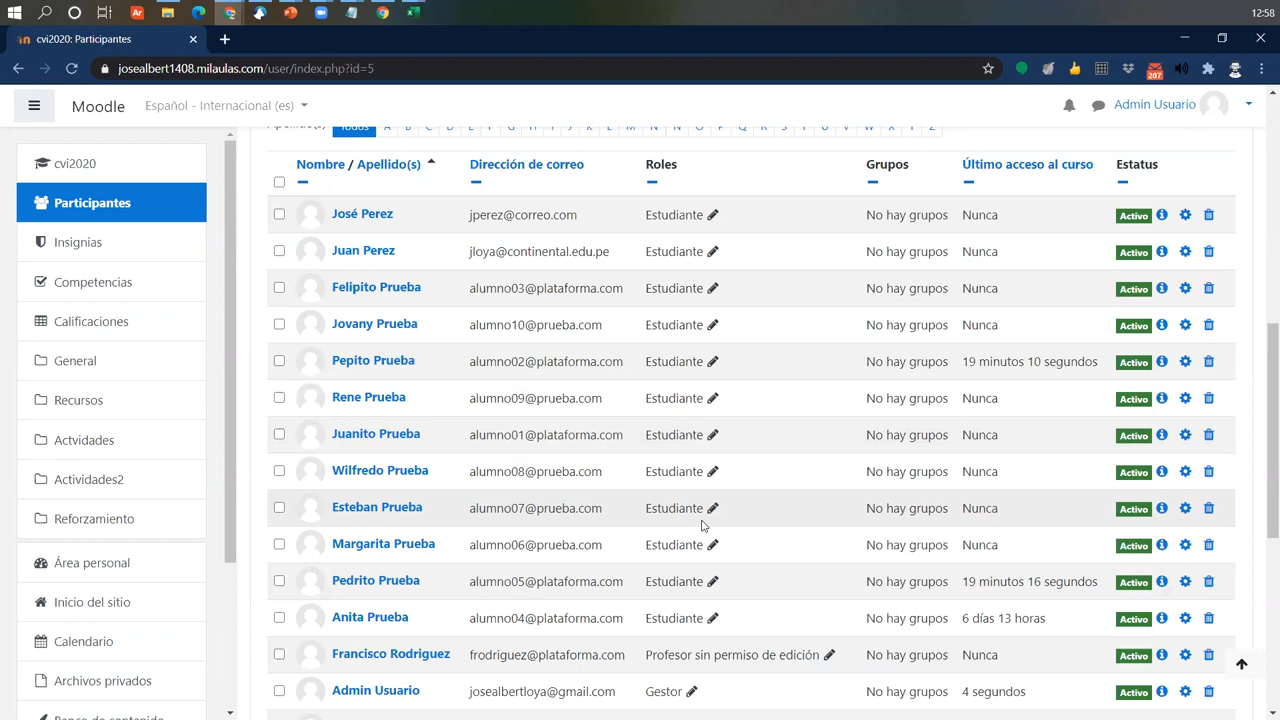 12:58
cvi2020: Participantes
josealbert1408.milaulas.com/user/index.php?id=5
207
Moodle Español - Internacional (es) Admin Usuario
Todos A B C D E F G H I J K L M N Ñ O P Q R S T U V W X Y Z
cvi2020
Participantes
Insignias
Competencias
Calificaciones
General
Recursos
Actvidades
Actividades2
Reforzamiento
Área personal
Inicio del sitio
Calendario
Archivos privados
Banco de contenido
Nombre / Apellido(s) Dirección de correo Roles Grupos Último acceso al curso Estatus
José Perez jperez@correo.com Estudiante No hay grupos Nunca Activo
Juan Perez jloya@continental.edu.pe Estudiante No hay grupos Nunca Activo
Felipito Prueba alumno03@plataforma.com Estudiante No hay grupos Nunca Activo
Jovany Prueba alumno10@prueba.com Estudiante No hay grupos Nunca Activo
Pepito Prueba alumno02@plataforma.com Estudiante No hay grupos 19 minutos 10 segundos Activo
Rene Prueba alumno09@prueba.com Estudiante No hay grupos Nunca Activo
Juanito Prueba alumno01@plataforma.com Estudiante No hay grupos Nunca Activo
Wilfredo Prueba alumno08@prueba.com Estudiante No hay grupos Nunca Activo
Esteban Prueba alumno07@prueba.com Estudiante No hay grupos Nunca Activo
Margarita Prueba alumno06@prueba.com Estudiante No hay grupos Nunca Activo
Pedrito Prueba alumno05@plataforma.com Estudiante No hay grupos 19 minutos 16 segundos Activo
Anita Prueba alumno04@plataforma.com Estudiante No hay grupos 6 días 13 horas Activo
Francisco Rodriguez frodriguez@plataforma.com Profesor sin permiso de edición No hay grupos Nunca Activo
Admin Usuario josealbertloya@gmail.com Gestor No hay grupos 4 segundos Activo